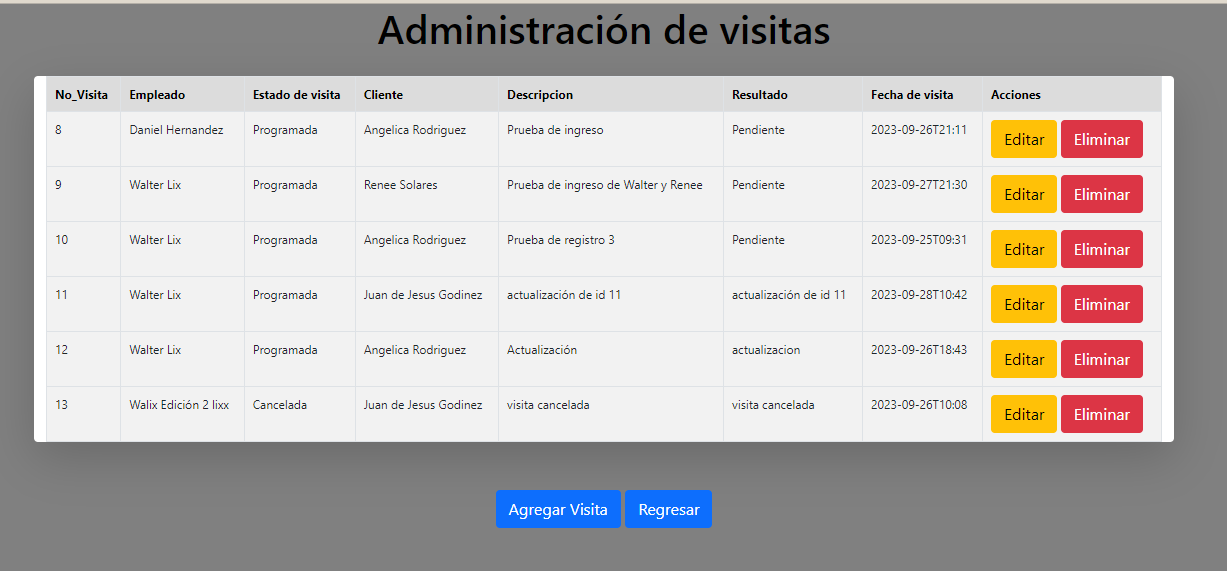 Administración de visitas
No_Visita Empleado Estado de visita Cliente Descripcion Resultado Fecha de visita Acciones
8 Daniel Hernandez Programada Angelica Rodriguez Prueba de ingreso Pendiente 2023-09-26T21:11 Editar Eliminar
9 Walter Lix Programada Renee Solares Prueba de ingreso de Walter y Renee Pendiente 2023-09-27T21:30 Editar Eliminar
10 Walter Lix Programada Angelica Rodriguez Prueba de registro 3 Pendiente 2023-09-25T09:31 Editar Eliminar
11 Walter Lix Programada Juan de Jesus Godinez actualización de id 11 actualización de id 11 2023-09-28T10:42 Editar Eliminar
12 Walter Lix Programada Angelica Rodriguez Actualización actualizacion 2023-09-26T18:43 Editar Eliminar
13 Walix Edición 2 lixx Cancelada Juan de Jesus Godinez visita cancelada visita cancelada 2023-09-26T10:08 Editar Eliminar
Agregar Visita Regresar